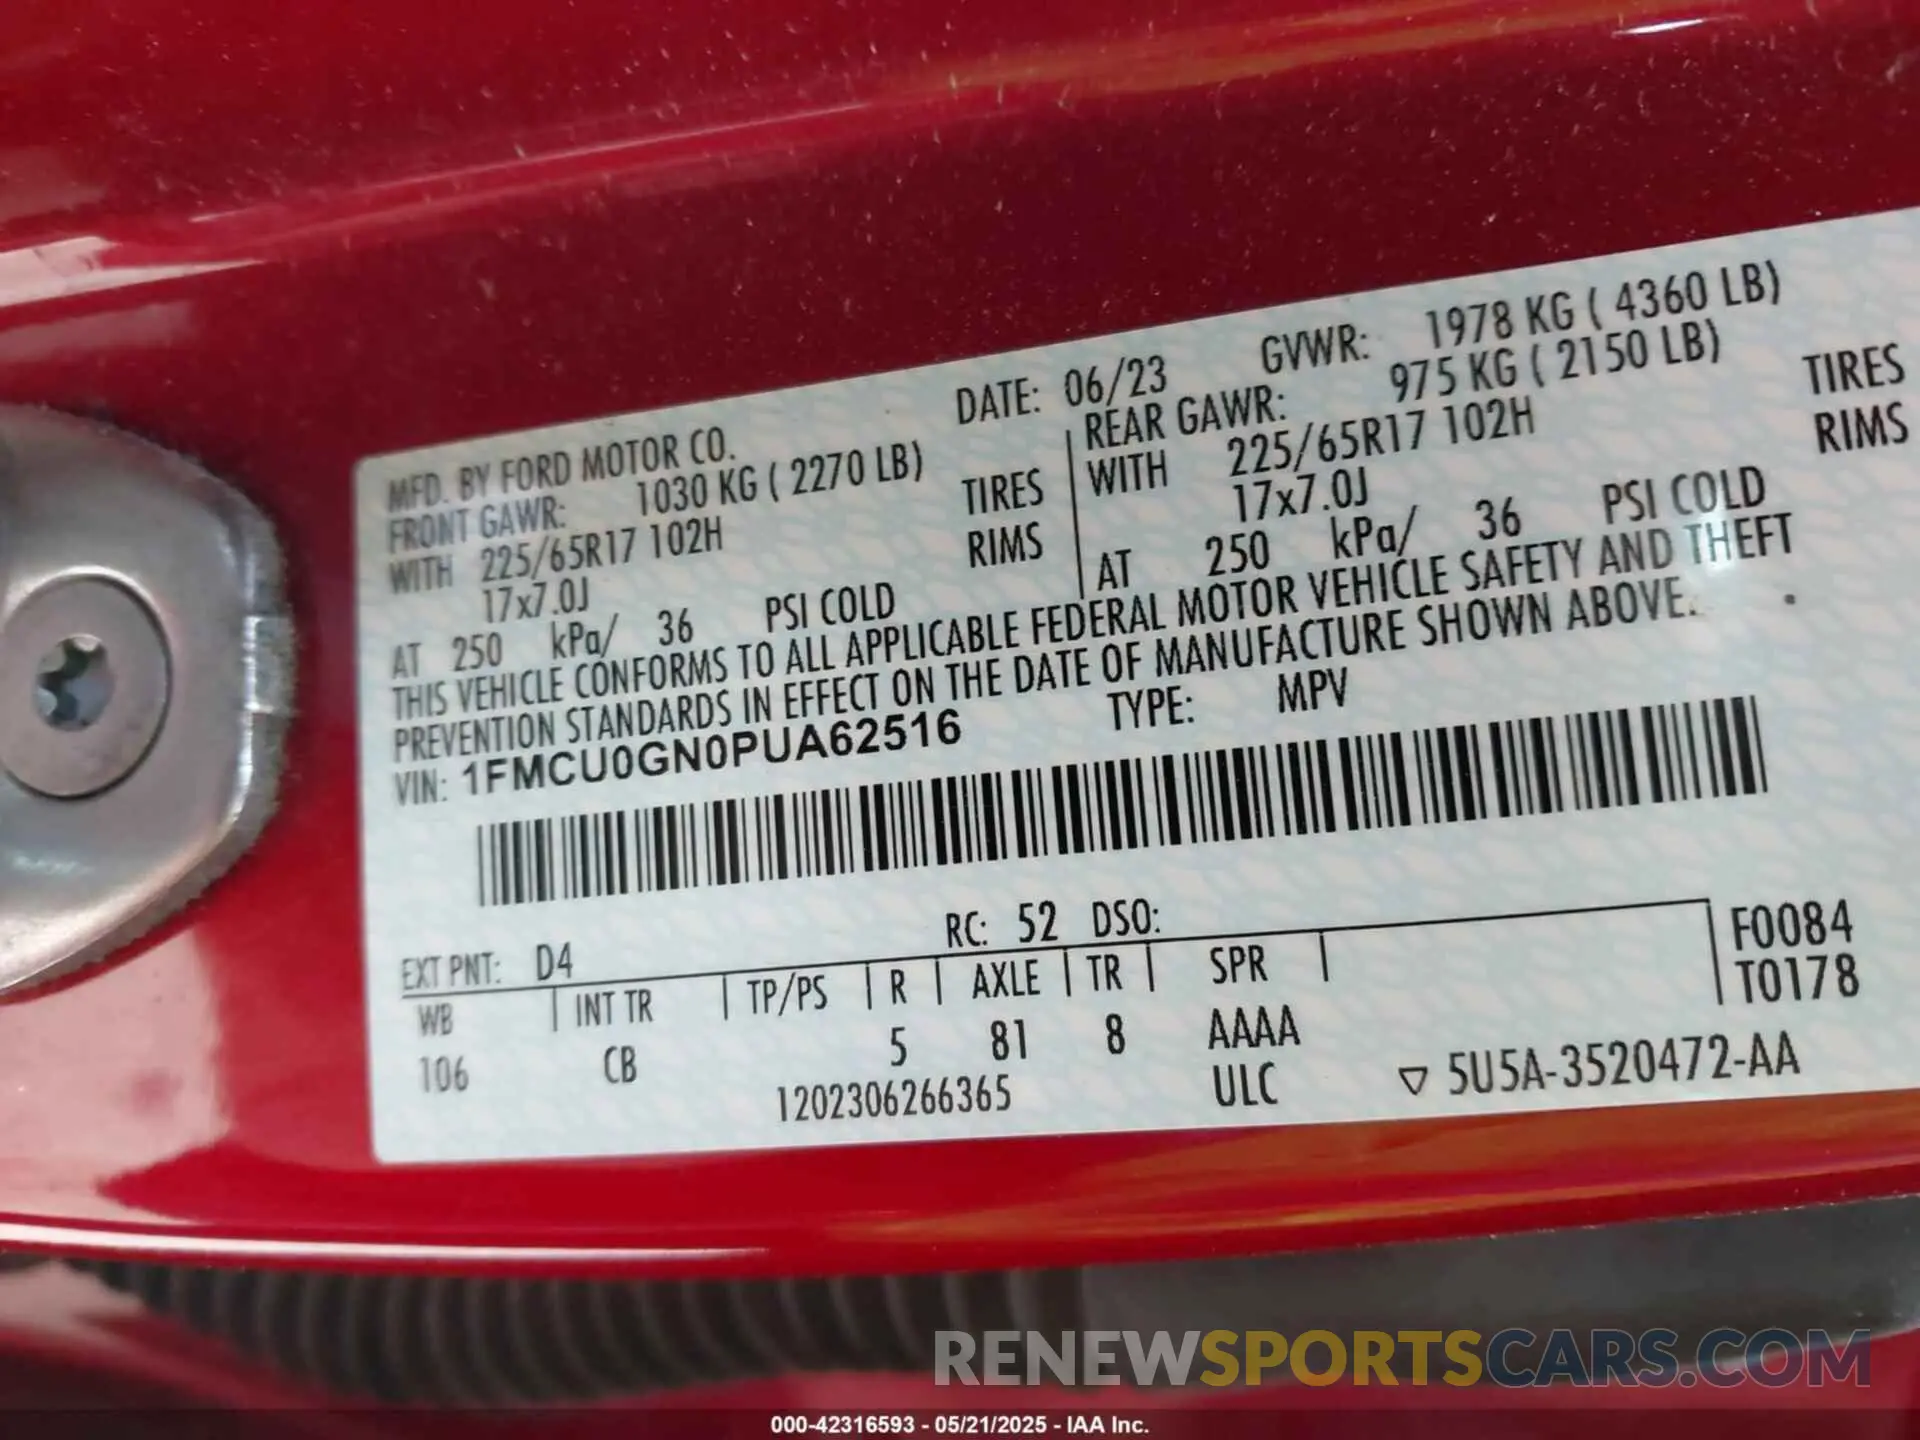 MFD. BY FORD MOTOR CO.
DATE: 06/23 GVWR: 1978 KG ( 4360 LB)
FRONT GAWR: 1030 KG ( 2270 LB)
WITH 225/65R17 102H TIRES
17x7.0J RIMS
AT 250 kPa/ 36 PSI COLD
REAR GAWR: 975 KG ( 2150 LB)
WITH 225/65R17 102H TIRES
17x7.0J RIMS
AT 250 kPa/ 36 PSI COLD
THIS VEHICLE CONFORMS TO ALL APPLICABLE FEDERAL MOTOR VEHICLE SAFETY AND THEFT
PREVENTION STANDARDS IN EFFECT ON THE DATE OF MANUFACTURE SHOWN ABOVE.
VIN: 1FMCU0GN0PUA62516 TYPE: MPV
EXT PNT: D4 RC: 52 DSO:
WB INT TR TP/PS R AXLE TR SPR
106 CB 5 81 8 AAAA
F0084
T0178
1202306266365 ULC ▽ 5U5A-3520472-AA
RENEWSPORTSCARS.COM
000-42316593 - 05/21/2025 - IAA Inc.